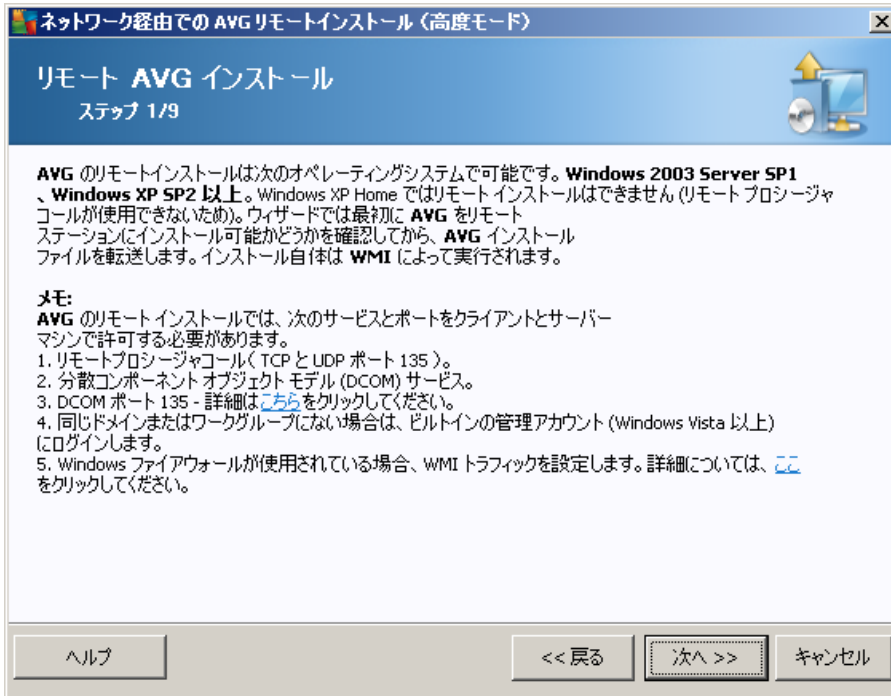 ネットワーク経由での AVG リモートインストール（高度モード）
リモート AVG インストール
ステップ 1/9
AVG のリモートインストールは次のオペレーティングシステムで可能です。Windows 2003 Server SP1
、Windows XP SP2 以上。Windows XP Home ではリモートインストールはできません (リモート プロシージャ
コールが使用できないため)。ウィザードでは最初に AVG をリモート
ステーションにインストール可能かどうかを確認してから、AVG インストール
ファイルを転送します。インストール自体は WMI によって実行されます。
メモ:
AVG のリモートインストールでは、次のサービスとポートをクライアントとサーバー
マシンで許可する必要があります。
1. リモートプロシージャコール（ TCP と UDP ポート 135 ）。
2. 分散コンポーネント オブジェクト モデル (DCOM) サービス。
3. DCOM ポート 135 - 詳細はこちらをクリックしてください。
4. 同じドメインまたはワークグループにない場合は、ビルトインの管理アカウント (Windows Vista 以上)
にログインします。
5. Windows ファイアウォールが使用されている場合、WMI トラフィックを設定します。詳細については、ここ
をクリックしてください。
ヘルプ
<< 戻る
次へ >>
キャンセル